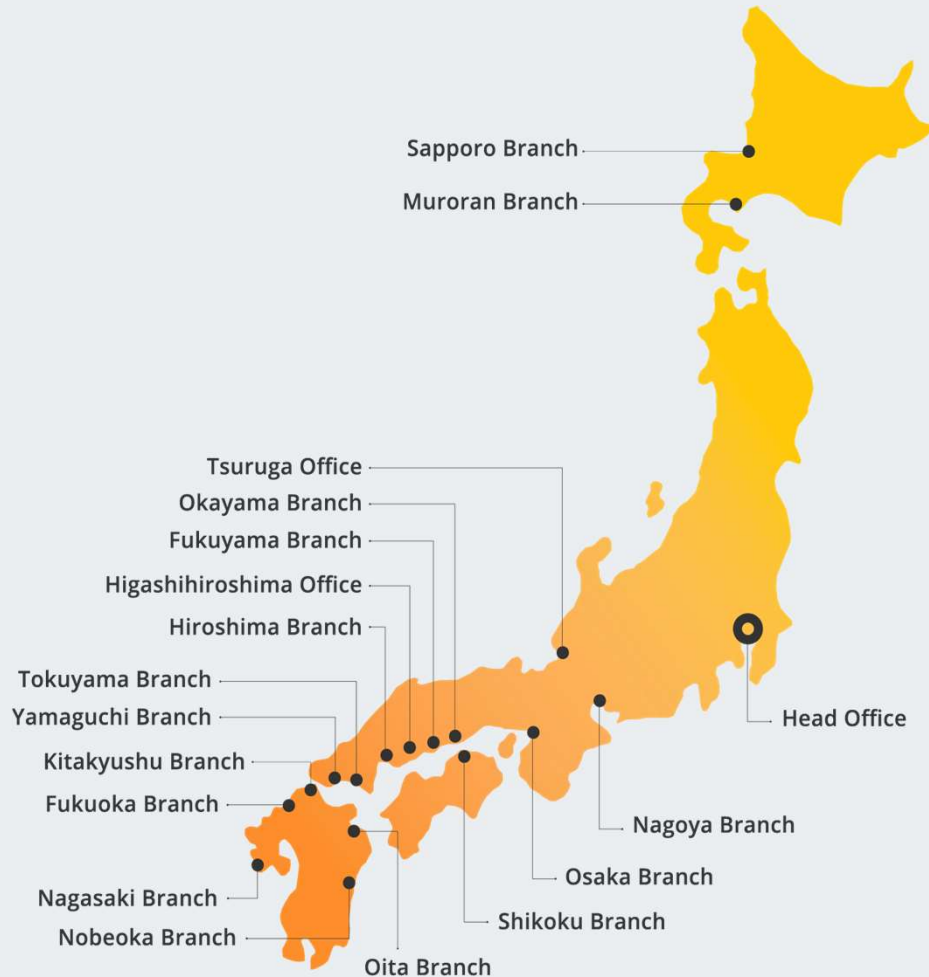 Sapporo Branch
Muroran Branch
Tsuruga Office
Okayama Branch
Fukuyama Branch
Higashihiroshima Office
Hiroshima Branch
Tokuyama Branch
Yamaguchi Branch
Kitakyushu Branch
Fukuoka Branch
Nagasaki Branch
Nobeoka Branch
Oita Branch
Shikoku Branch
Osaka Branch
Nagoya Branch
Head Office